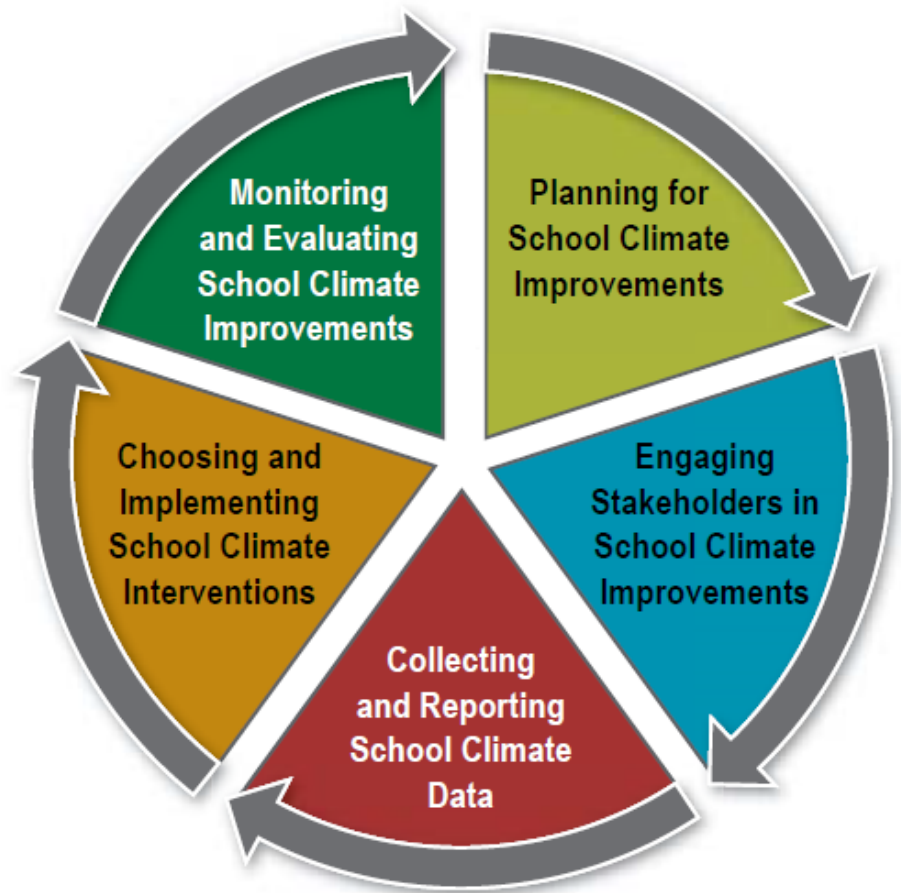 Planning for
School Climate
Improvements
Engaging
Stakeholders in
School Climate
Improvements
Collecting
and Reporting
School Climate
Data
Choosing and
Implementing
School Climate
Interventions
Monitoring
and Evaluating
School Climate
Improvements